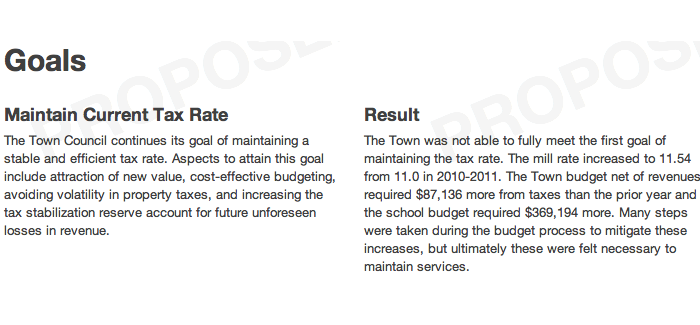 Goals
Maintain Current Tax Rate
The Town Council continues its goal of maintaining a
stable and efficient tax rate. Aspects to attain this goal
include attraction of new value, cost-effective budgeting,
avoiding volatility in property taxes, and increasing the
tax stabilization reserve account for future unforeseen
losses in revenue.
Result
The Town was not able to fully meet the first goal of
maintaining the tax rate. The mill rate increased to 11.54
from 11.0 in 2010-2011. The Town budget net of revenues
required $87,136 more from taxes than the prior year and
the school budget required $369,194 more. Many steps
were taken during the budget process to mitigate these
increases, but ultimately these were felt necessary to
maintain services.
PROPOSE
PROPOS